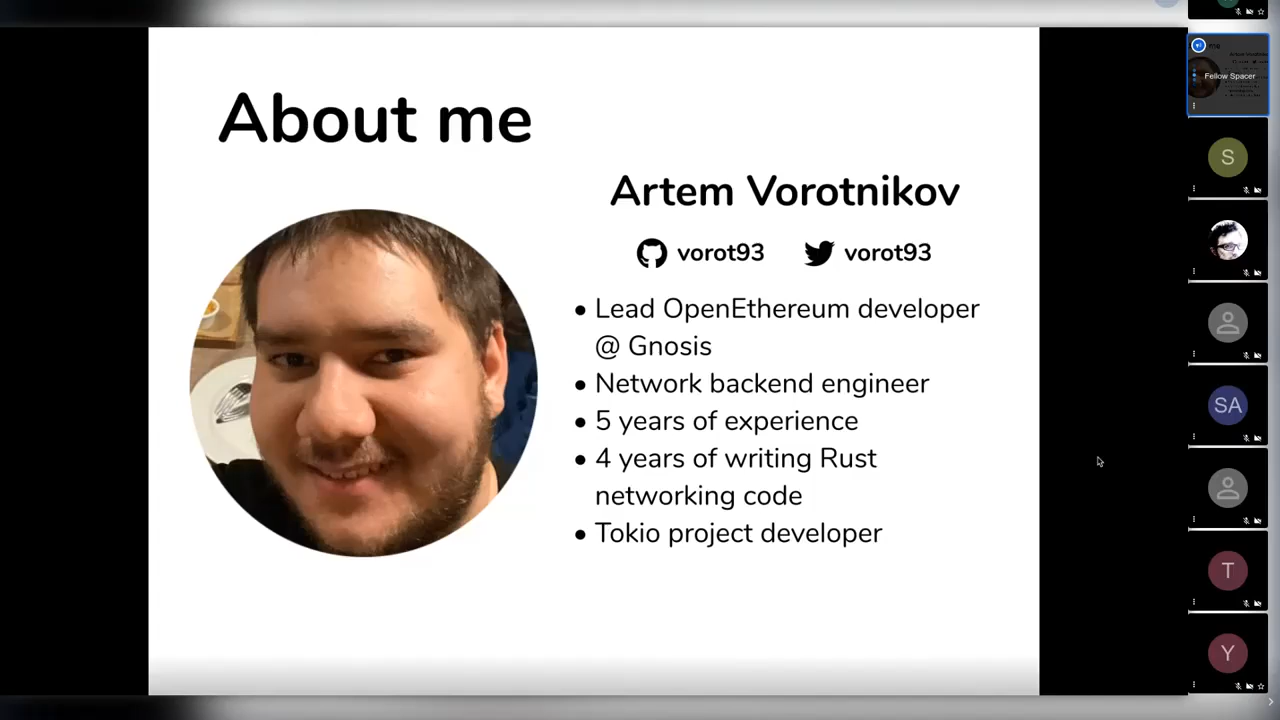 About me
Artem Vorotnikov
vorot93
vorot93
• Lead OpenEthereum developer
@ Gnosis
• Network backend engineer
• 5 years of experience
• 4 years of writing Rust
networking code
• Tokio project developer
Fellow Spacer
S
SA
T
Y